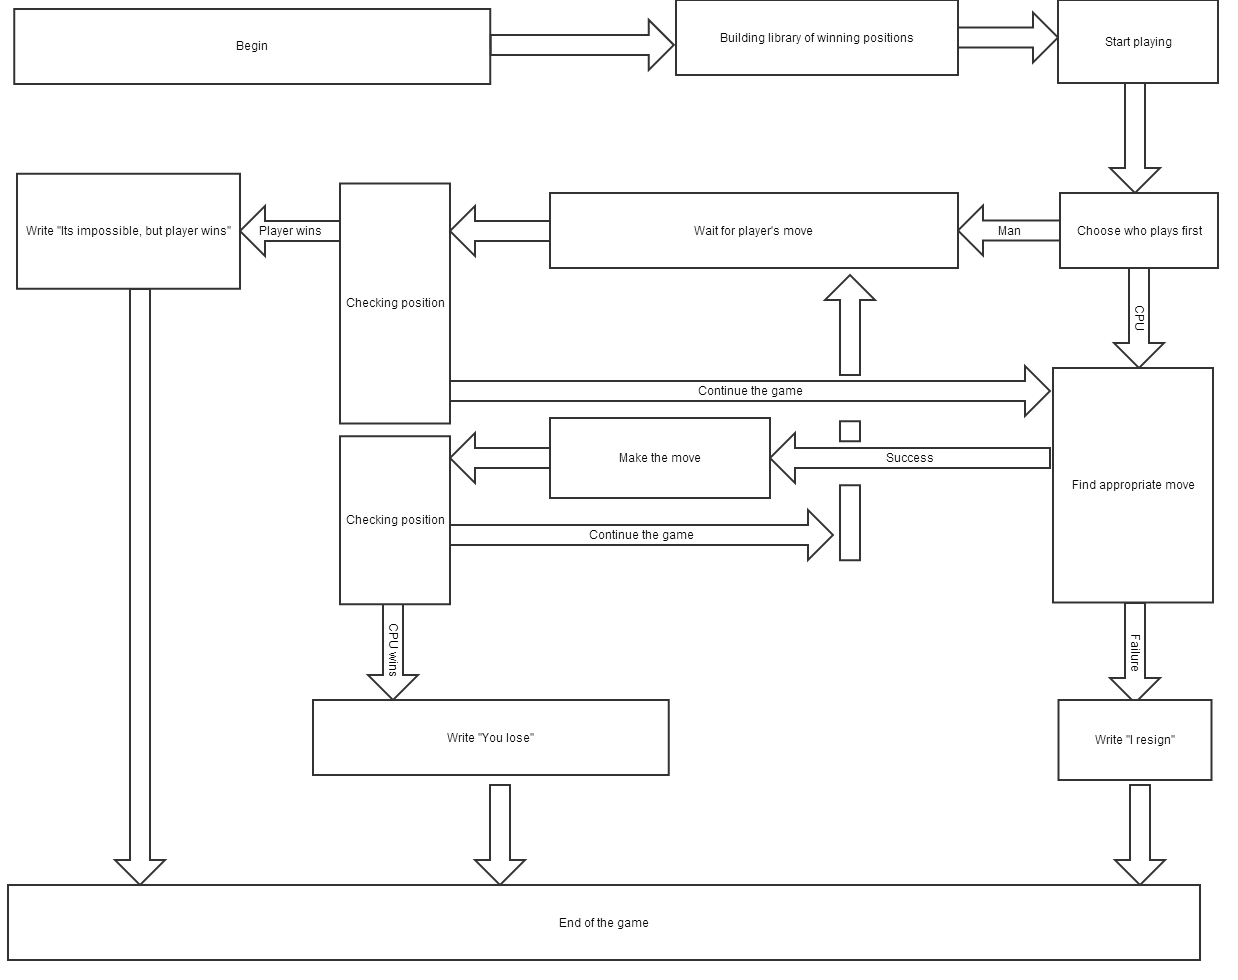 Begin
Building library of winning positions
Start playing
Write "Its impossible, but player wins"
Player wins
Wait for player's move
Man
Choose who plays first
Checking position
CPU
Continue the game
Make the move
Success
Find appropriate move
Checking position
Continue the game
CPU wins
Failure
Write "You lose"
Write "I resign"
End of the game